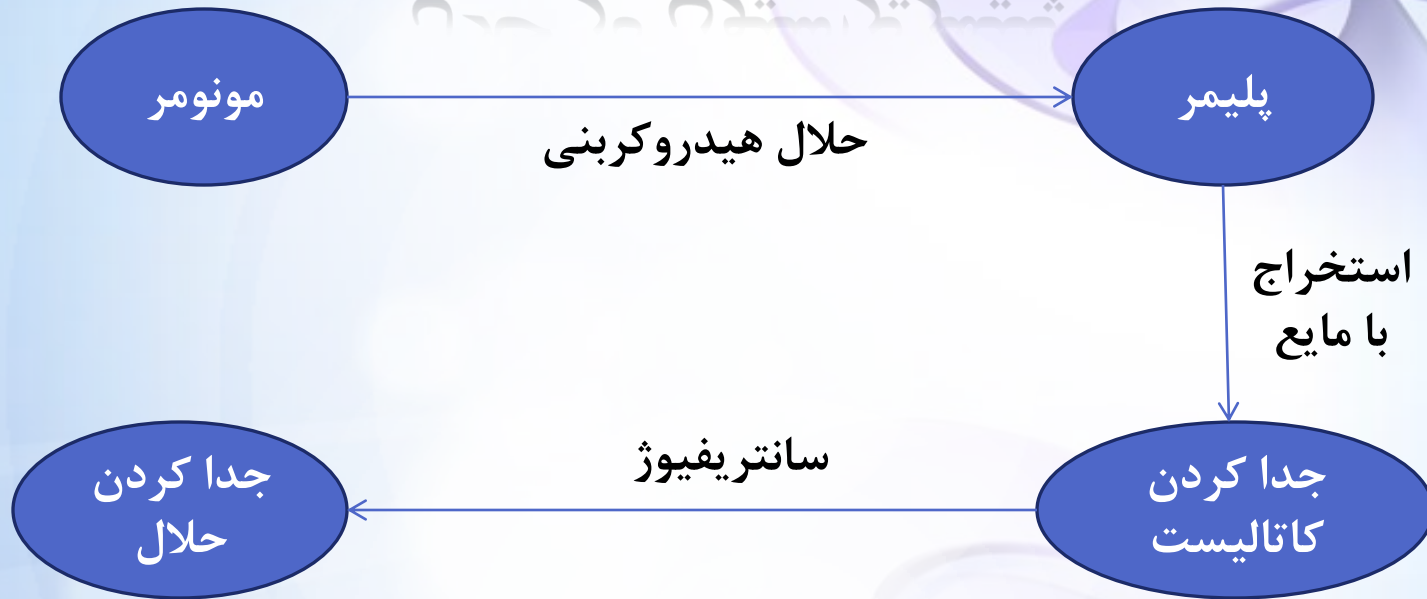 مونومر
پلیمر
حلال هیدروکربنی
استخراج
با مایع
جدا کردن
کاتالیست
سانتریفیوژ
جدا کردن
حلال